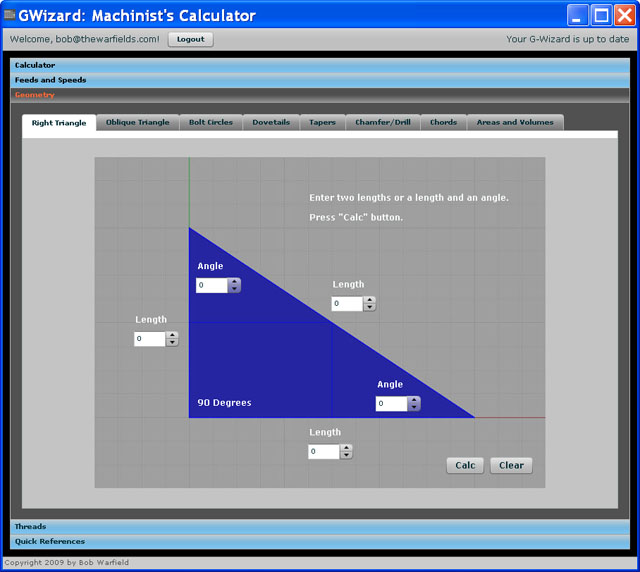 GWizard: Machinist's Calculator
Welcome, bob@thewarfields.com! Logout Your G-Wizard is up to date
Calculator
Feeds and Speeds
Geometry
Right Triangle Oblique Triangle Bolt Circles Dovetails Tapers Chamfer/Drill Chords Areas and Volumes
Enter two lengths or a length and an angle.
Press "Calc" button.
Angle
0
Length
0
Length
0
Angle
0
90 Degrees
Length
0
Calc Clear
Threads
Quick References
Copyright 2009 by Bob Warfield